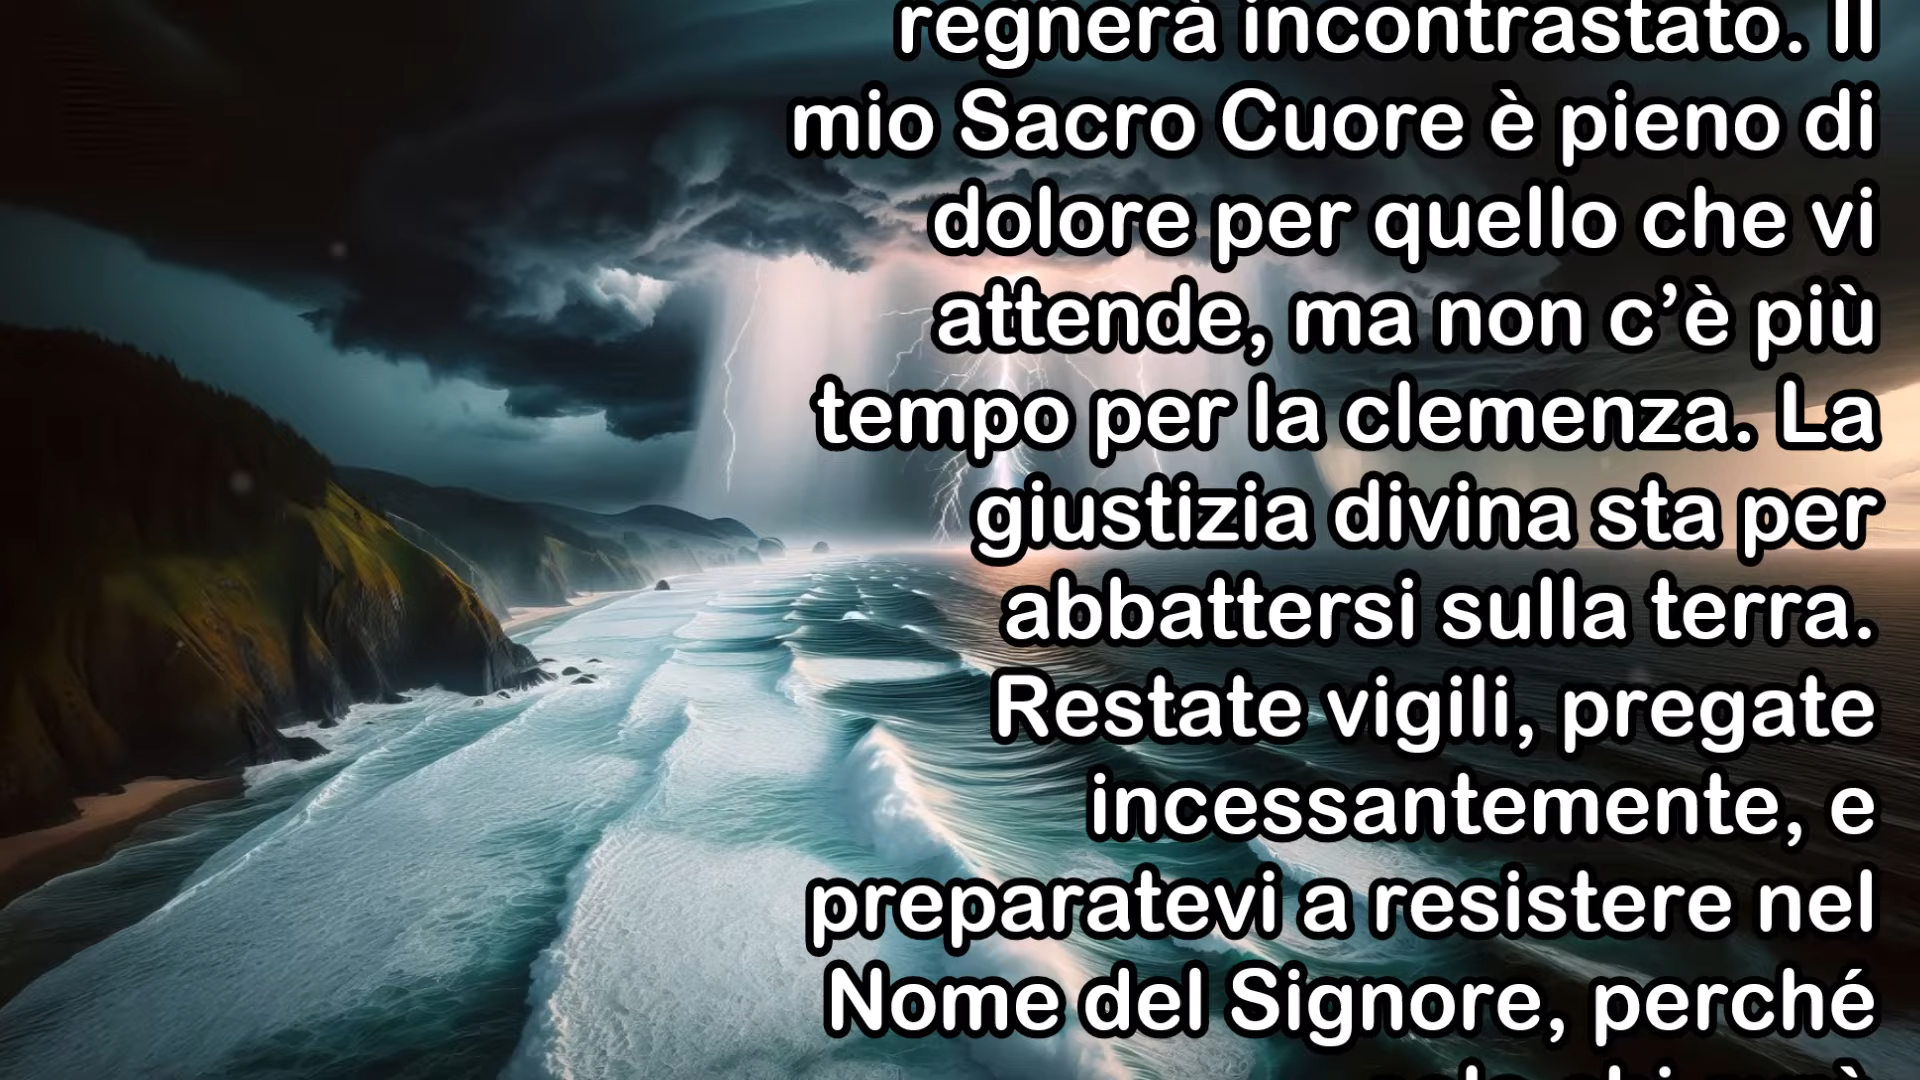 regnerà incontrastato. Il
mio Sacro Cuore è pieno di
dolore per quello che vi
attende, ma non c’è più
tempo per la clemenza. La
giustizia divina sta per
abbattersi sulla terra.
Restate vigili, pregate
incessantemente, e
preparatevi a resistere nel
Nome del Signore, perché